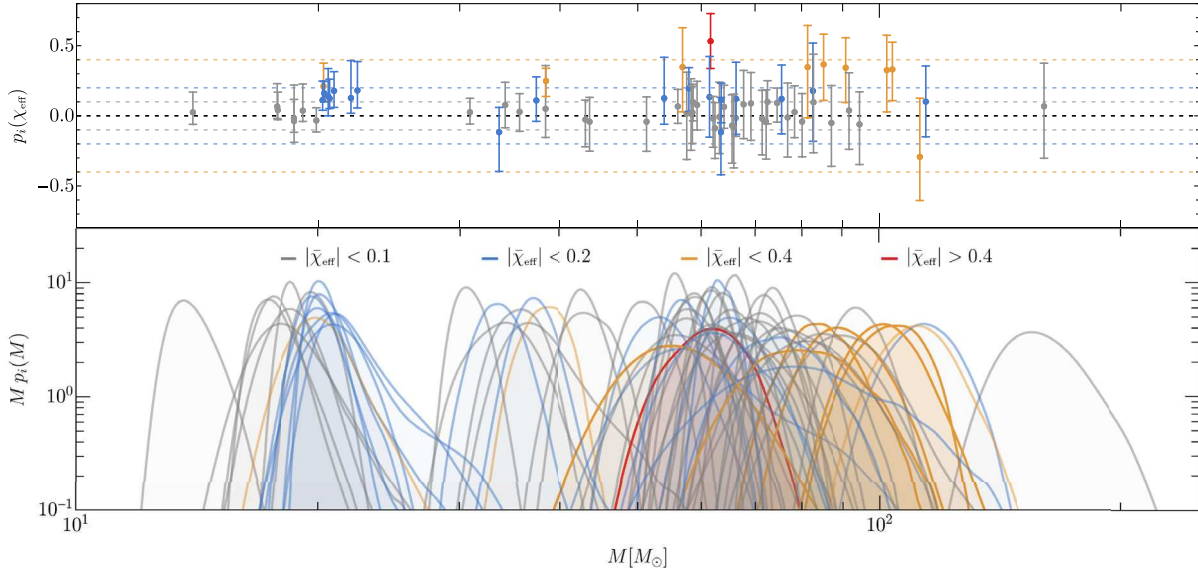 p_i(χ_eff)
0.5
0.0
−0.5
|χ̄_eff| < 0.1
|χ̄_eff| < 0.2
|χ̄_eff| < 0.4
|χ̄_eff| > 0.4
M p_i(M)
10^1
10^0
10^−1
10^1
10^2
M[M_⊙]